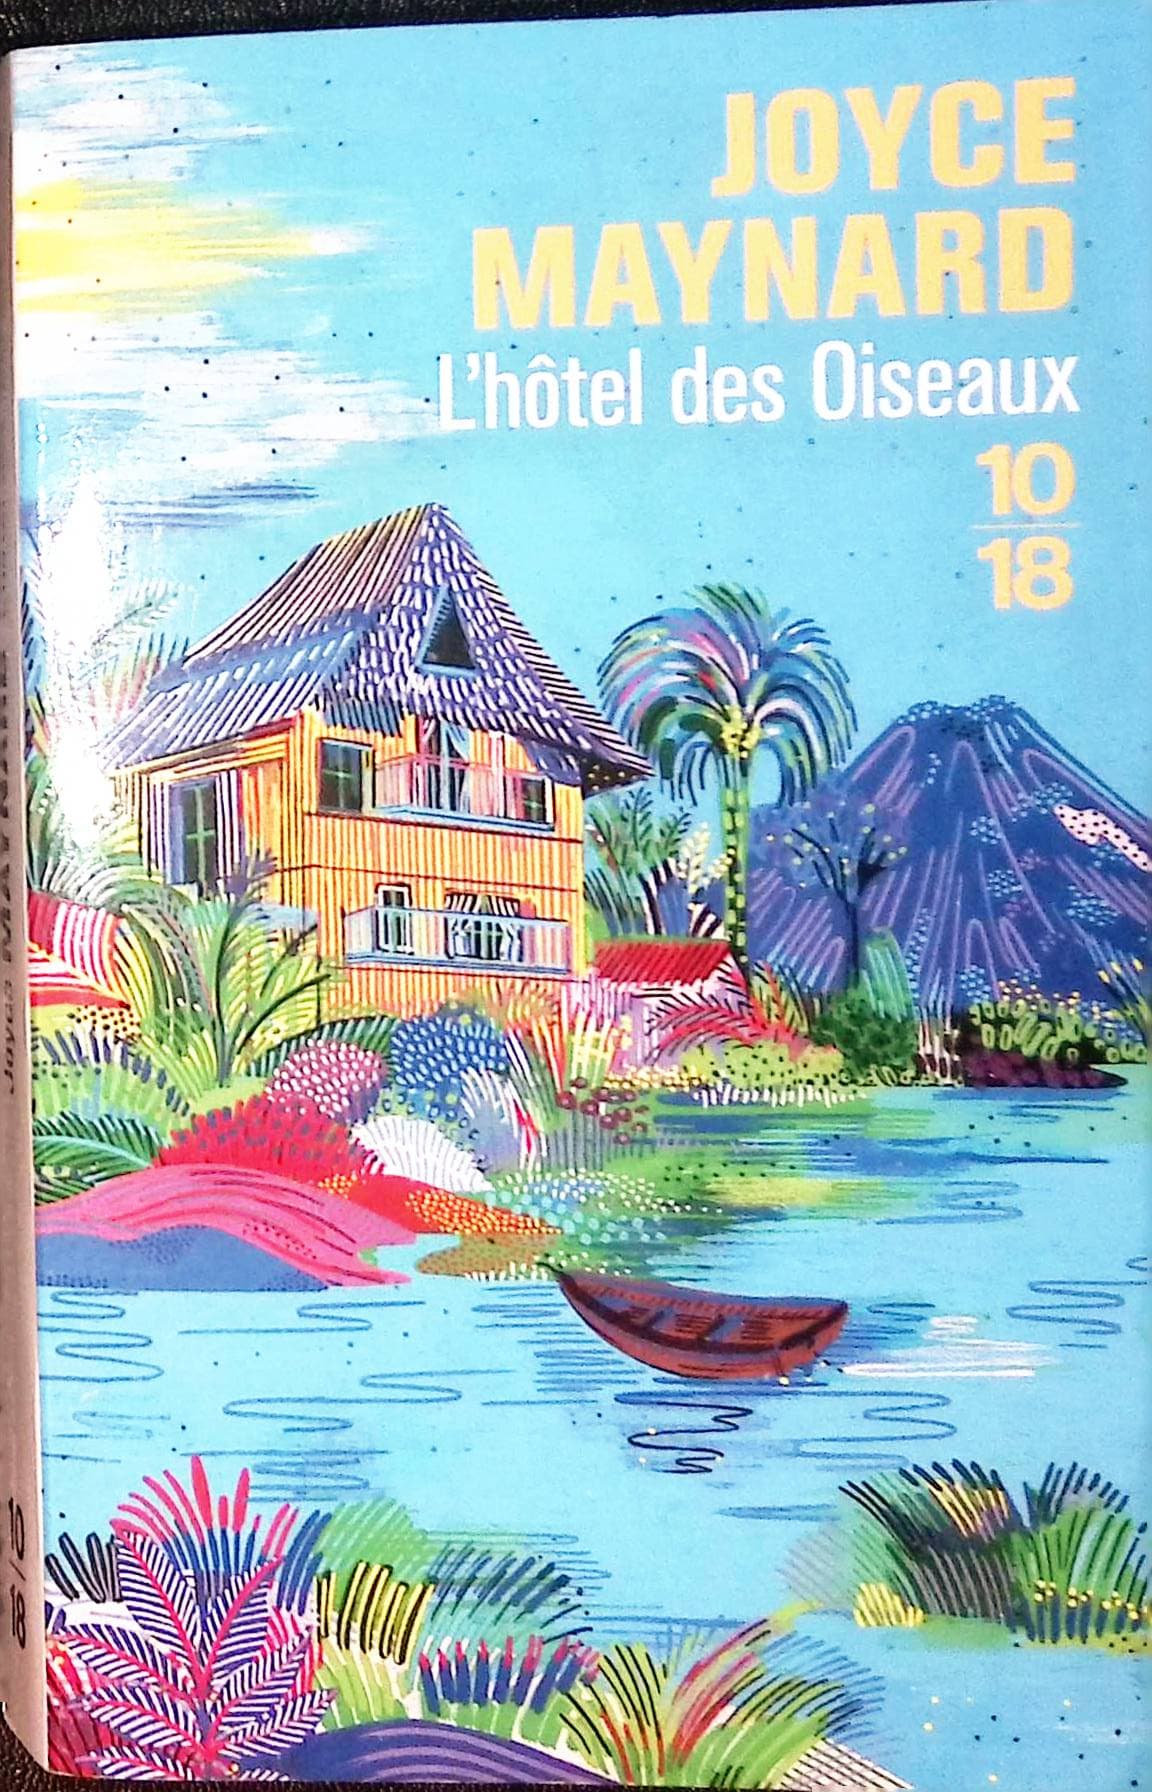 JOYCE
MAYNARD
L'hôtel des Oiseaux
10
18
Joyce MAYNARD
10/18